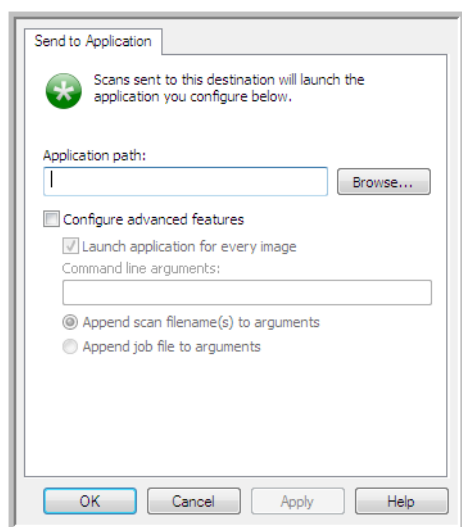 Send to Application
Scans sent to this destination will launch the
application you configure below.
Application path:
Browse...
Configure advanced features
Launch application for every image
Command line arguments:
Append scan filename(s) to arguments
Append job file to arguments
OK Cancel Apply Help